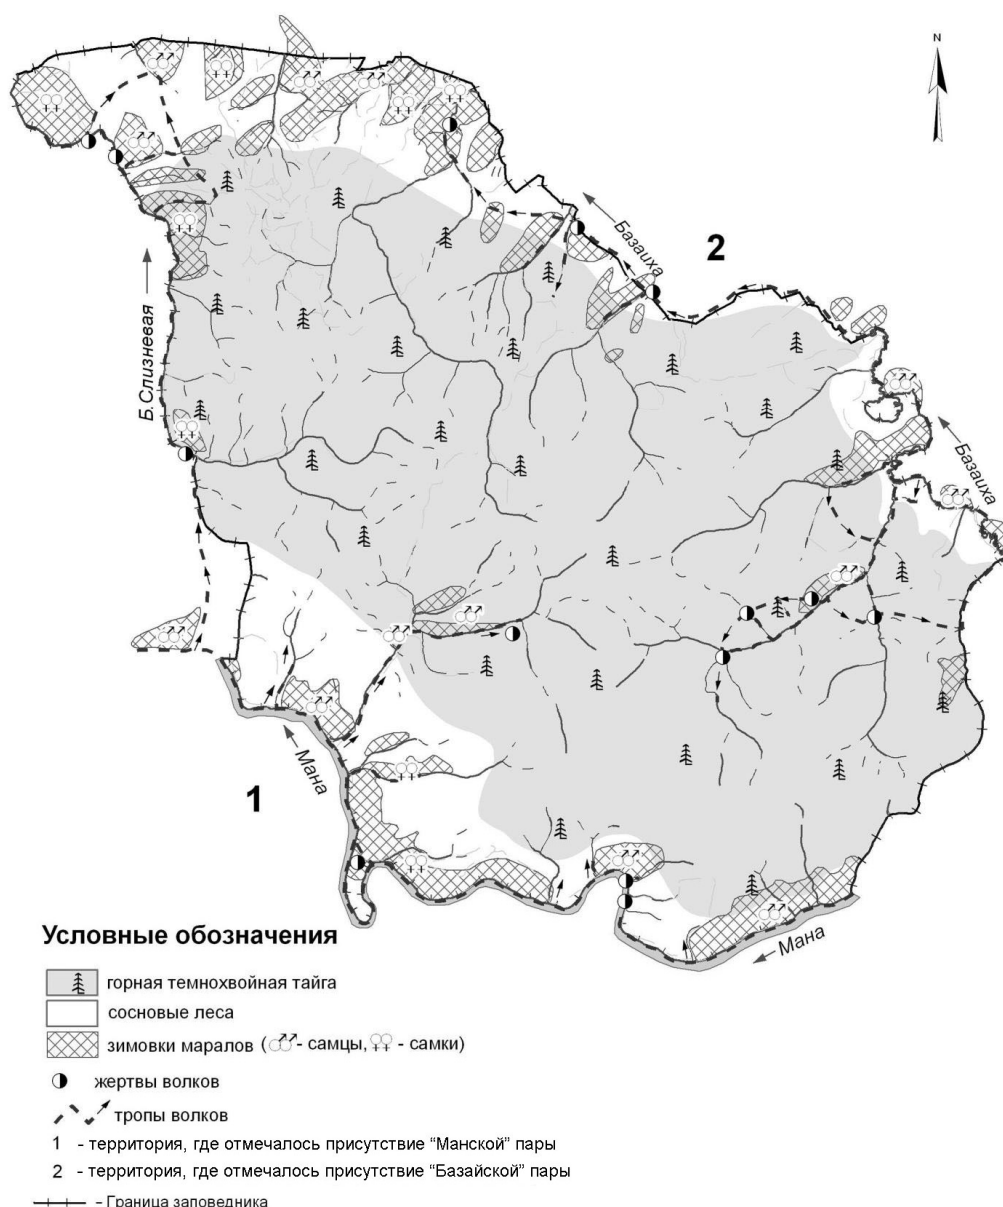 N
Базаиха
2
Б.Слизневая
Базаиха
Мана
1
Мана
Условные обозначения
горная темнохвойная тайга
сосновые леса
зимовки маралов (♂♂- самцы, ♀♀ - самки)
жертвы волков
тропы волков
1 - территория, где отмечалось присутствие “Манской” пары
2 - территория, где отмечалось присутствие “Базайской” пары
- Граница заповедника